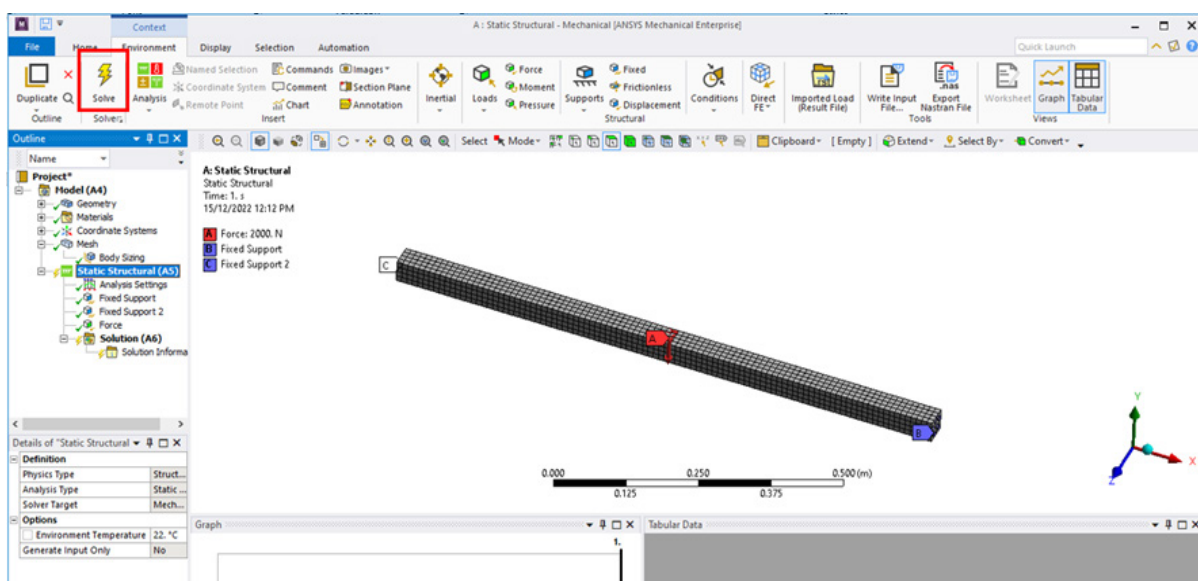 Context
A : Static Structural - Mechanical [ANSYS Mechanical Enterprise]
File Home Environment Display Selection Automation Quick Launch
Duplicate Q Solve Analysis Named Selection Commands Images Inertial Loads Force Supports Fixed Conditions Direct FE Imported Load (Result File) Write Input File... Export Nastran File .nas Worksheet Graph Tabular Data
Coordinate System Comment Section Plane Moment Frictionless
Remote Point Chart Annotation Pressure Displacement
Outline Insert Structural Tools Views
Outline
Select Mode Clipboard [Empty] Extend Select By Convert
Name
Project*
Model (A4)
Geometry
Materials
Coordinate Systems
Mesh
Body Sizing
Static Structural (A5)
Analysis Settings
Fixed Support
Fixed Support 2
Force
Solution (A6)
Solution Informa
A: Static Structural
Static Structural
Time: 1. s
15/12/2022 12:12 PM
A Force: 2000. N
B Fixed Support
C Fixed Support 2
C
A
B
Y
X
Z
0.000 0.250 0.500 (m)
0.125 0.375
Details of "Static Structural
Definition
Physics Type Struct...
Analysis Type Static ...
Solver Target Mech...
Options
Environment Temperature 22. °C
Generate Input Only No
Graph
1.
Tabular Data